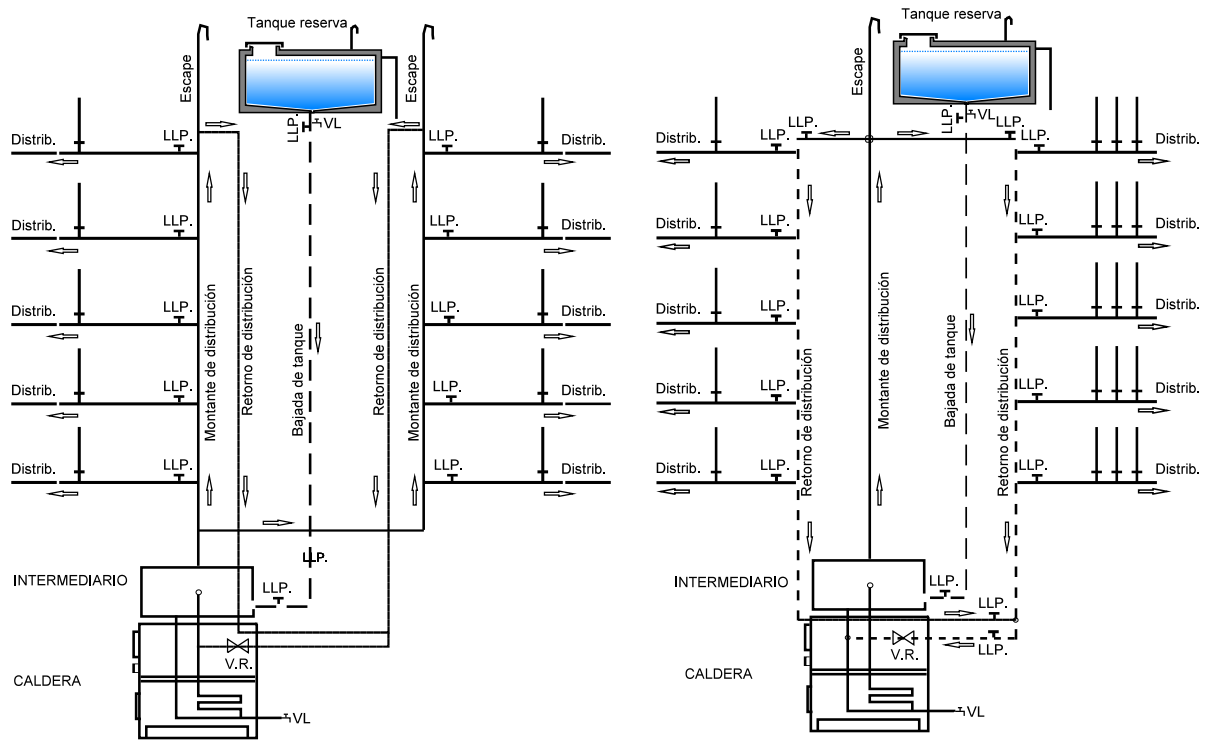 Tanque reserva
Escape
Escape
LLP.
VL
LLP.
LLP.
Distrib.
Distrib.
LLP.
LLP.
Distrib.
Distrib.
LLP.
LLP.
Distrib.
Distrib.
LLP.
LLP.
Distrib.
Distrib.
LLP.
LLP.
Distrib.
Distrib.
Montante de distribución
Retorno de distribución
Bajada de tanque
Retorno de distribución
Montante de distribución
LLP.
LLP.
INTERMEDIARIO
V.R.
CALDERA
VL
Tanque reserva
Escape
LLP.
VL
LLP.
LLP.
LLP.
LLP.
Distrib.
Distrib.
LLP.
LLP.
Distrib.
Distrib.
LLP.
LLP.
Distrib.
Distrib.
LLP.
LLP.
Distrib.
Distrib.
LLP.
LLP.
Distrib.
Distrib.
Retorno de distribución
Montante de distribución
Bajada de tanque
Retorno de distribución
INTERMEDIARIO
LLP.
LLP.
LLP.
V.R.
CALDERA
VL